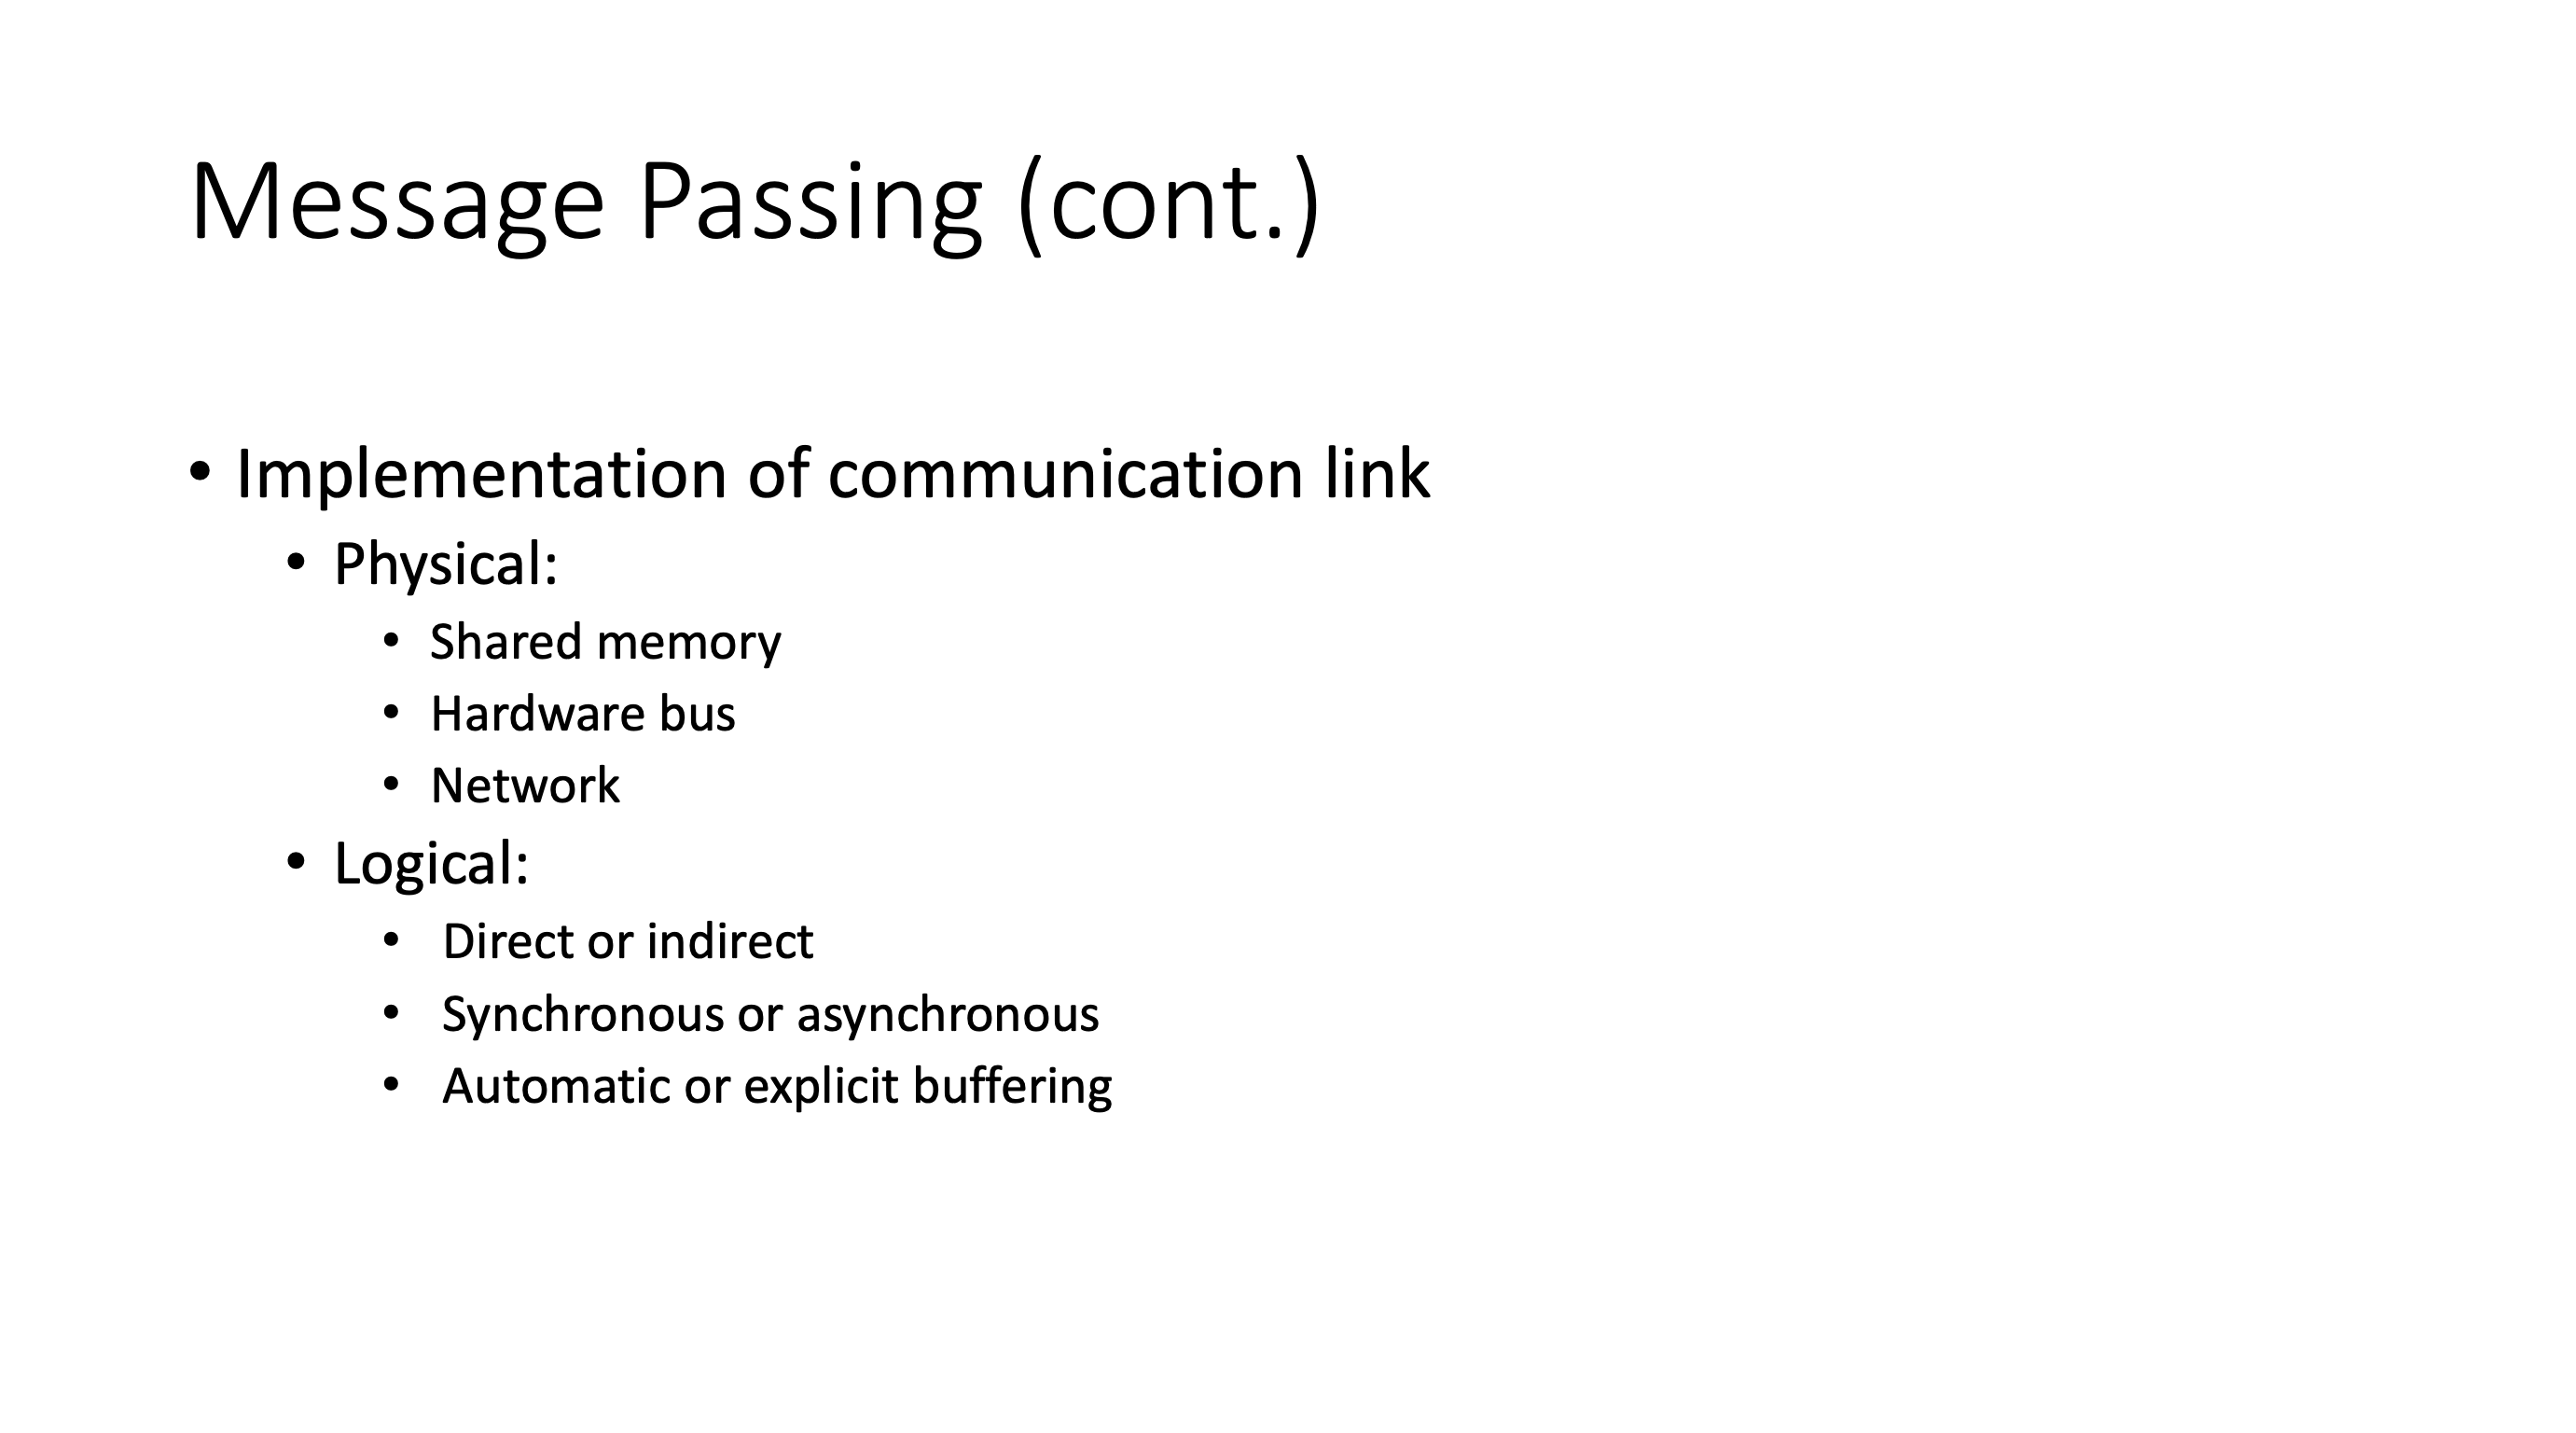 Message Passing (cont.)
• Implementation of communication link
• Physical:
• Shared memory
• Hardware bus
• Network
• Logical:
• Direct or indirect
• Synchronous or asynchronous
• Automatic or explicit buffering